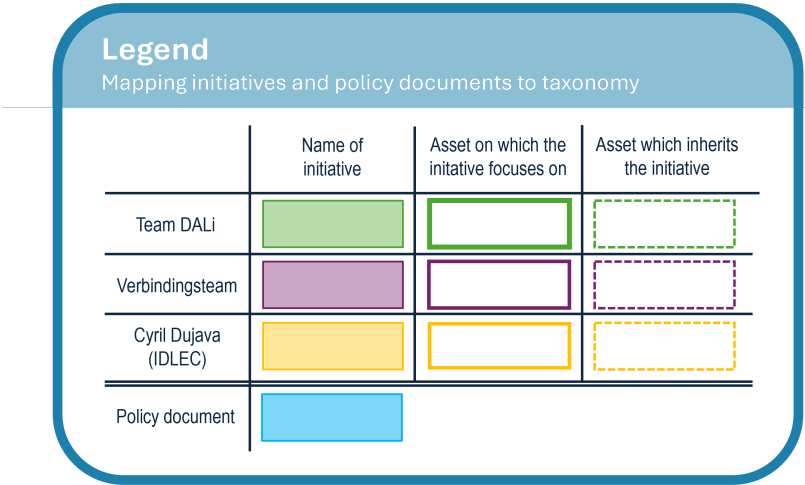 Legend
Mapping initiatives and policy documents to taxonomy
Name of
initiative
Asset on which the
initative focuses on
Asset which inherits
the initiative
Team DALi
Verbindingsteam
Cyril Dujava
(IDLEC)
Policy document